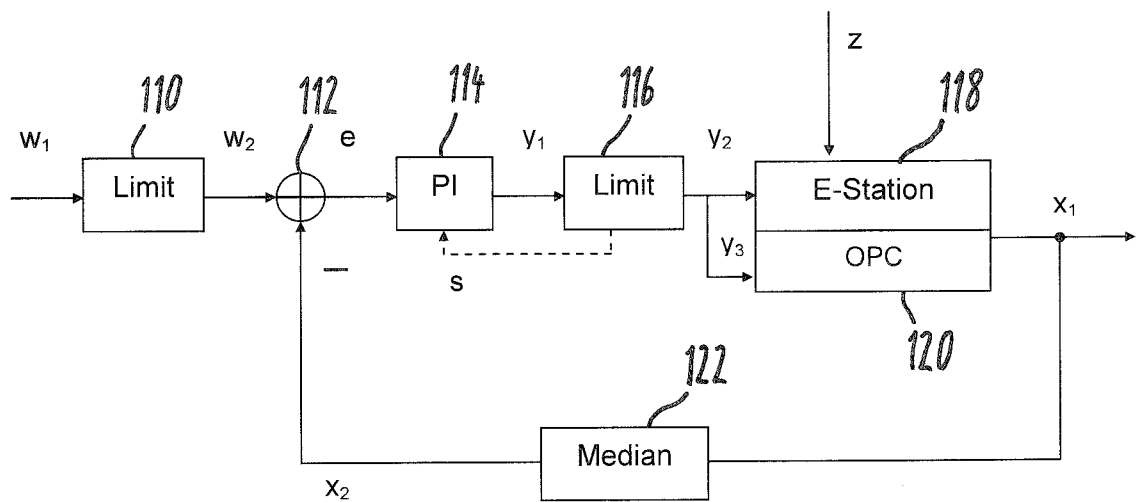 z
110
112
114
116
118
w₁
w₂
e
y₁
y₂
Limit
PI
Limit
E-Station
x₁
y₃
OPC
−
s
120
122
Median
x₂